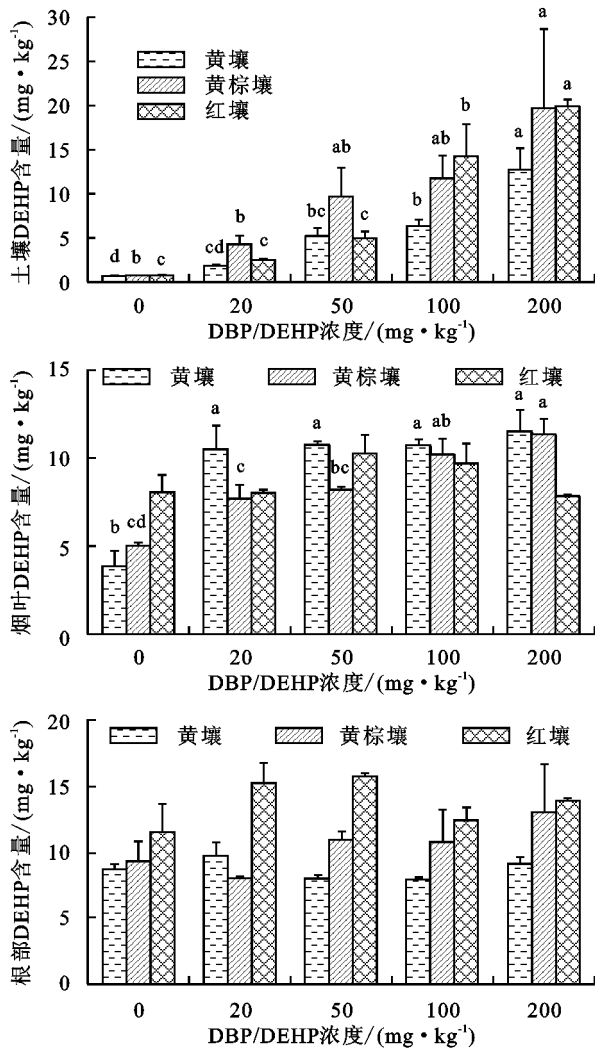 土壤DEHP含量/(mg·kg⁻¹)
30
25
20
15
10
5
0
黄壤
黄棕壤
红壤
d b c
cd b c
bc ab c
b ab b
a a a
0 20 50 100 200
DBP/DEHP浓度/(mg·kg⁻¹)
烟叶DEHP含量/(mg·kg⁻¹)
15
10
5
0
黄壤 黄棕壤 红壤
b cd
a c
a bc
a ab
a a
0 20 50 100 200
DBP/DEHP浓度/(mg·kg⁻¹)
根部DEHP含量/(mg·kg⁻¹)
20
15
10
5
0
黄壤 黄棕壤 红壤
0 20 50 100 200
DBP/DEHP浓度/(mg·kg⁻¹)